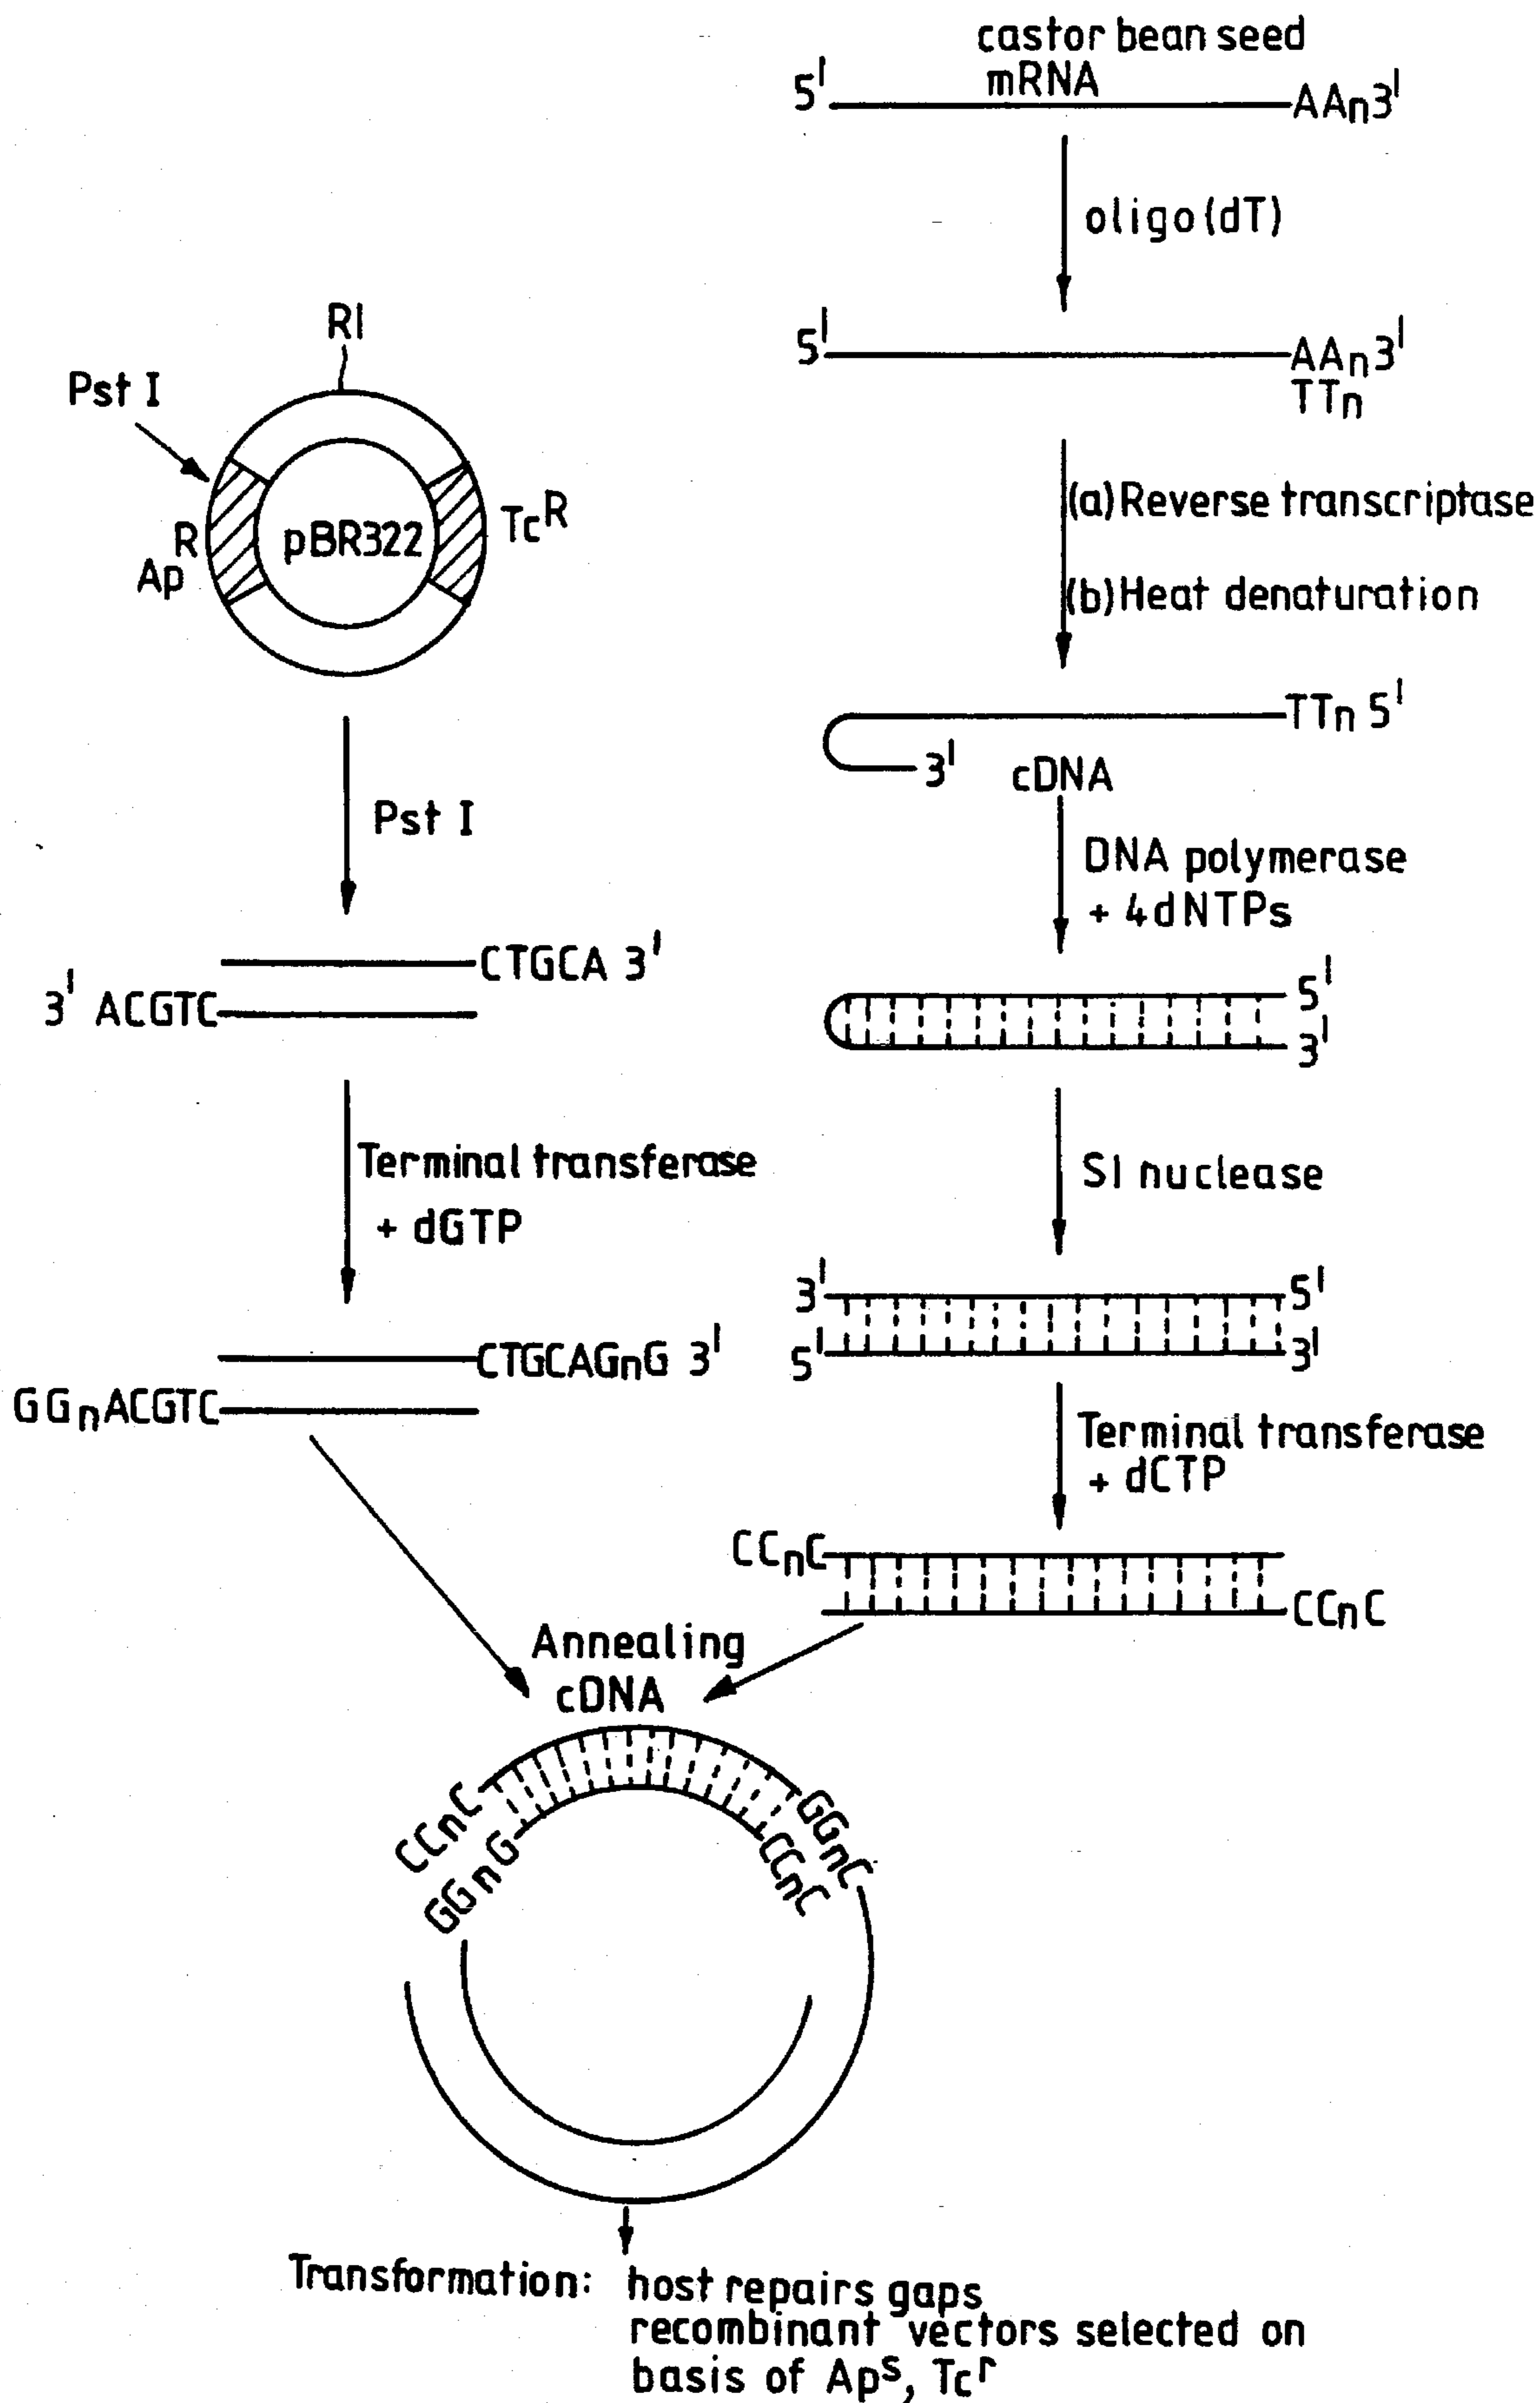 castor bean seed
mRNA
5' AAn3'
oligo(dT)
5' AAn3'
TTn
(a)Reverse transcriptase
(b)Heat denaturation
TTn 5'
3' cDNA
DNA polymerase
+ 4dNTPs
5'
3'
SI nuclease
3' 5'
5' 3'
Terminal transferase
+ dCTP
CCnC
CCnC
RI
Pst I
ApR
pBR322
TcR
Pst I
CTGCA 3'
3' ACGTC
Terminal transferase
+ dGTP
CTGCAGnG 3'
GGnACGTC
Annealing
cDNA
CCnC
GGnG
GGnC
CCnC
Transformation: host repairs gaps
recombinant vectors selected on
basis of Aps, Tcr